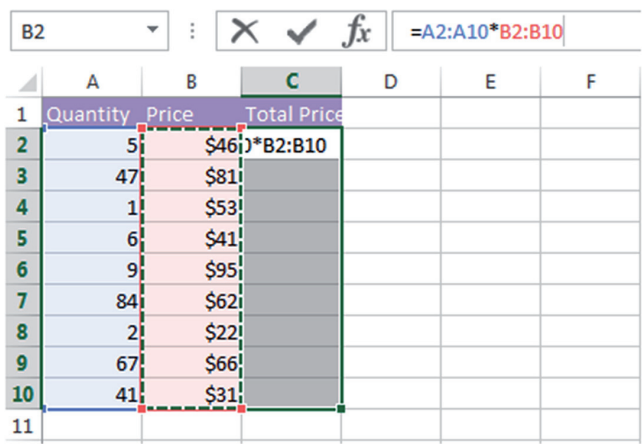 B2 fx =A2:A10*B2:B10
A B C D E F
1 Quantity Price Total Price
2 5 $46 0*B2:B10
3 47 $81
4 1 $53
5 6 $41
6 9 $95
7 84 $62
8 2 $22
9 67 $66
10 41 $31
11